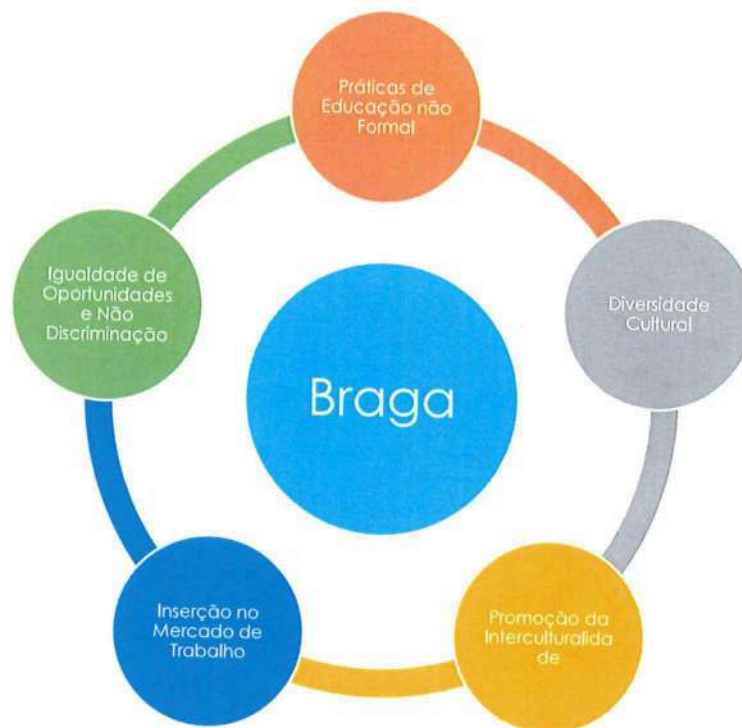 Práticas de
Educação não
Formal
Igualdade de
Oportunidades
e Não
Discriminação
Diversidade
Cultural
Braga
Inserção no
Mercado de
Trabalho
Promoção da
Interculturalida
de